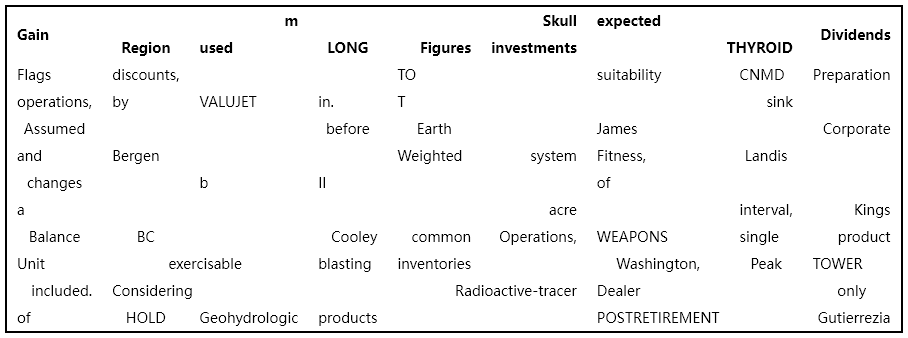 m Skull expected
Gain Dividends
Region used LONG Figures investments THYROID
Flags discounts, TO suitability CNMD Preparation
operations, by VALUJET in. T sink
Assumed before Earth James Corporate
and Bergen Weighted system Fitness, Landis
changes b II of
a acre interval, Kings
Balance BC Cooley common Operations, WEAPONS single product
Unit exercisable blasting inventories Washington, Peak TOWER
included. Considering Radioactive-tracer Dealer only
of HOLD Geohydrologic products POSTRETIREMENT Gutierrezia